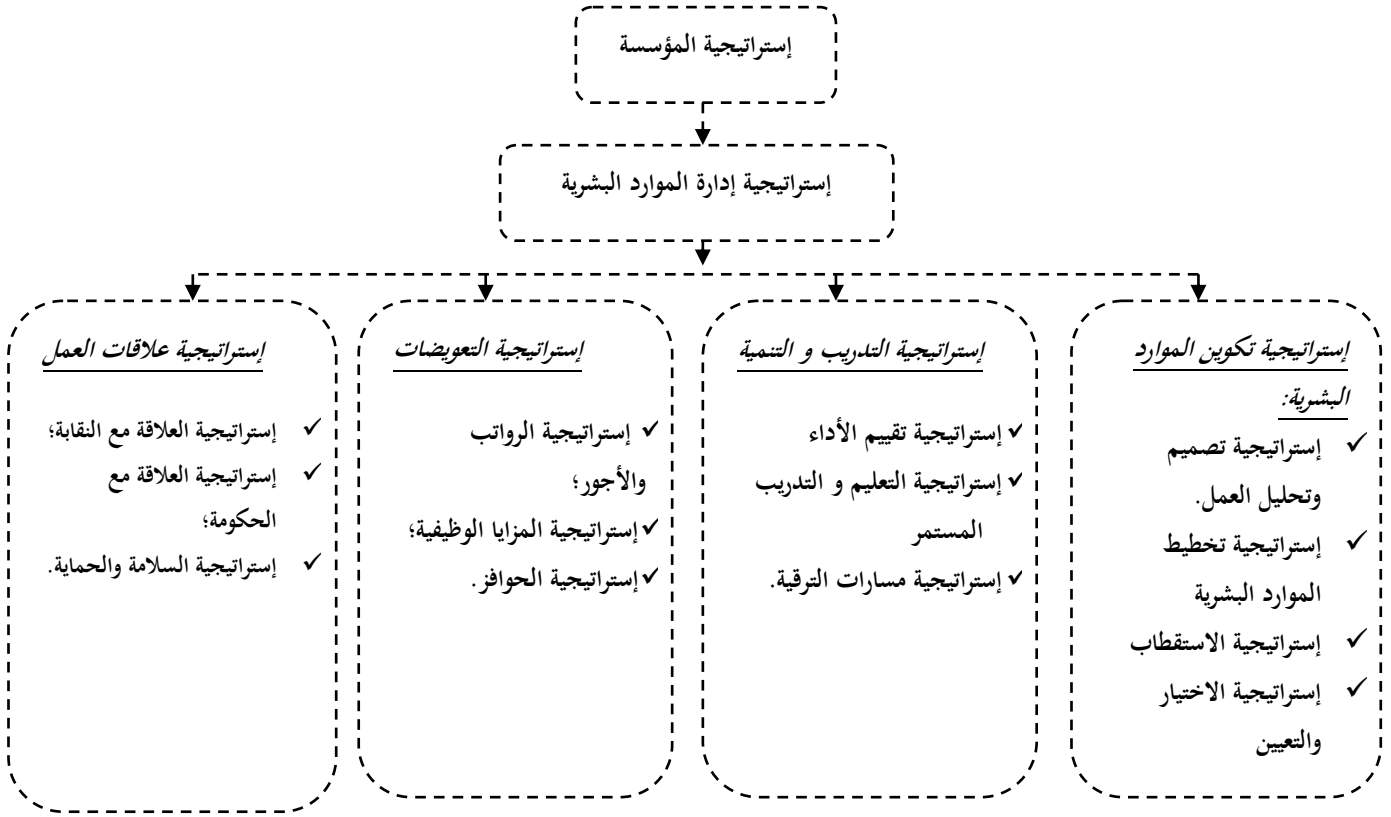 إستراتيجية المؤسسة
إستراتيجية إدارة الموارد البشرية
إستراتيجية تكوين الموارد
البشرية:
✓ إستراتيجية تصميم
وتحليل العمل.
✓ إستراتيجية تخطيط
الموارد البشرية
✓ إستراتيجية الاستقطاب
✓ إستراتيجية الاختيار
والتعيين
إستراتيجية التدريب و التنمية
✓ إستراتيجية تقييم الأداء
✓ إستراتيجية التعليم و التدريب
المستمر
✓ إستراتيجية مسارات الترقية.
إستراتيجية التعويضات
✓ إستراتيجية الرواتب
والأجور؛
✓ إستراتيجية المزايا الوظيفية؛
✓ إستراتيجية الحوافز.
إستراتيجية علاقات العمل
✓ إستراتيجية العلاقة مع النقابة؛
✓ إستراتيجية العلاقة مع
الحكومة؛
✓ إستراتيجية السلامة والحماية.